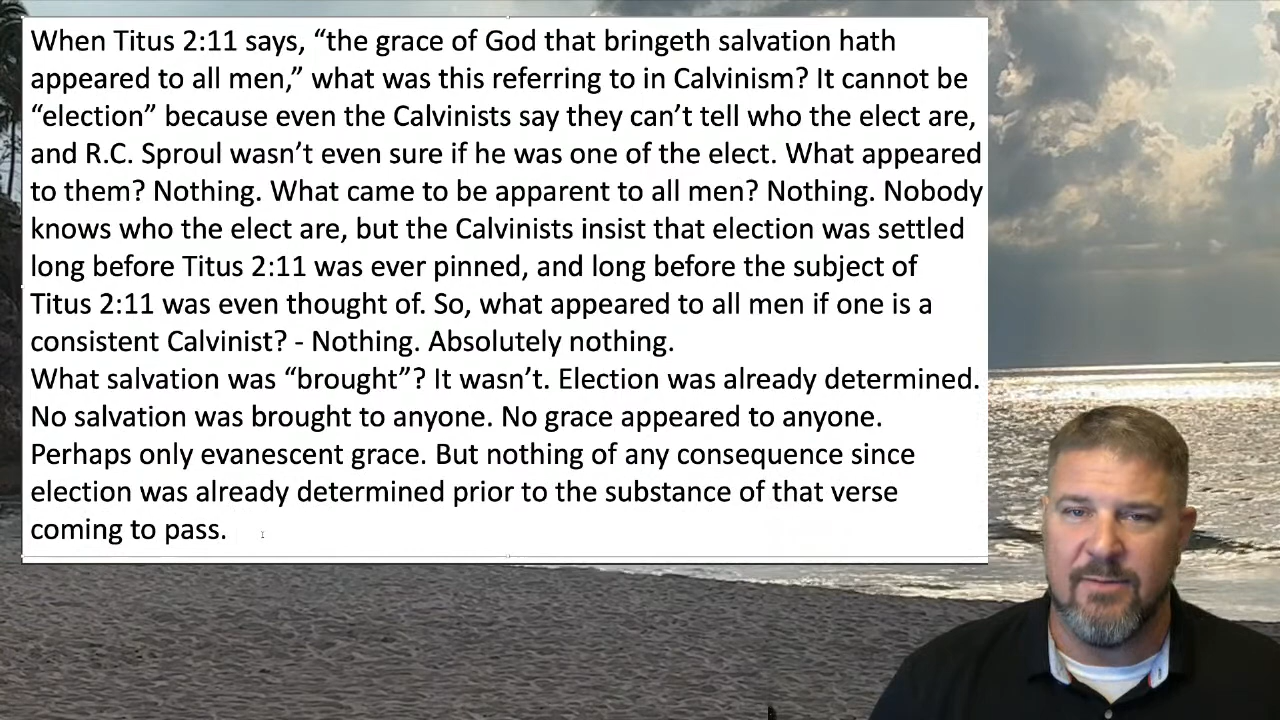 When Titus 2:11 says, “the grace of God that bringeth salvation hath
appeared to all men,” what was this referring to in Calvinism? It cannot be
“election” because even the Calvinists say they can’t tell who the elect are,
and R.C. Sproul wasn’t even sure if he was one of the elect. What appeared
to them? Nothing. What came to be apparent to all men? Nothing. Nobody
knows who the elect are, but the Calvinists insist that election was settled
long before Titus 2:11 was ever pinned, and long before the subject of
Titus 2:11 was even thought of. So, what appeared to all men if one is a
consistent Calvinist? - Nothing. Absolutely nothing.
What salvation was “brought”? It wasn’t. Election was already determined.
No salvation was brought to anyone. No grace appeared to anyone.
Perhaps only evanescent grace. But nothing of any consequence since
election was already determined prior to the substance of that verse
coming to pass.